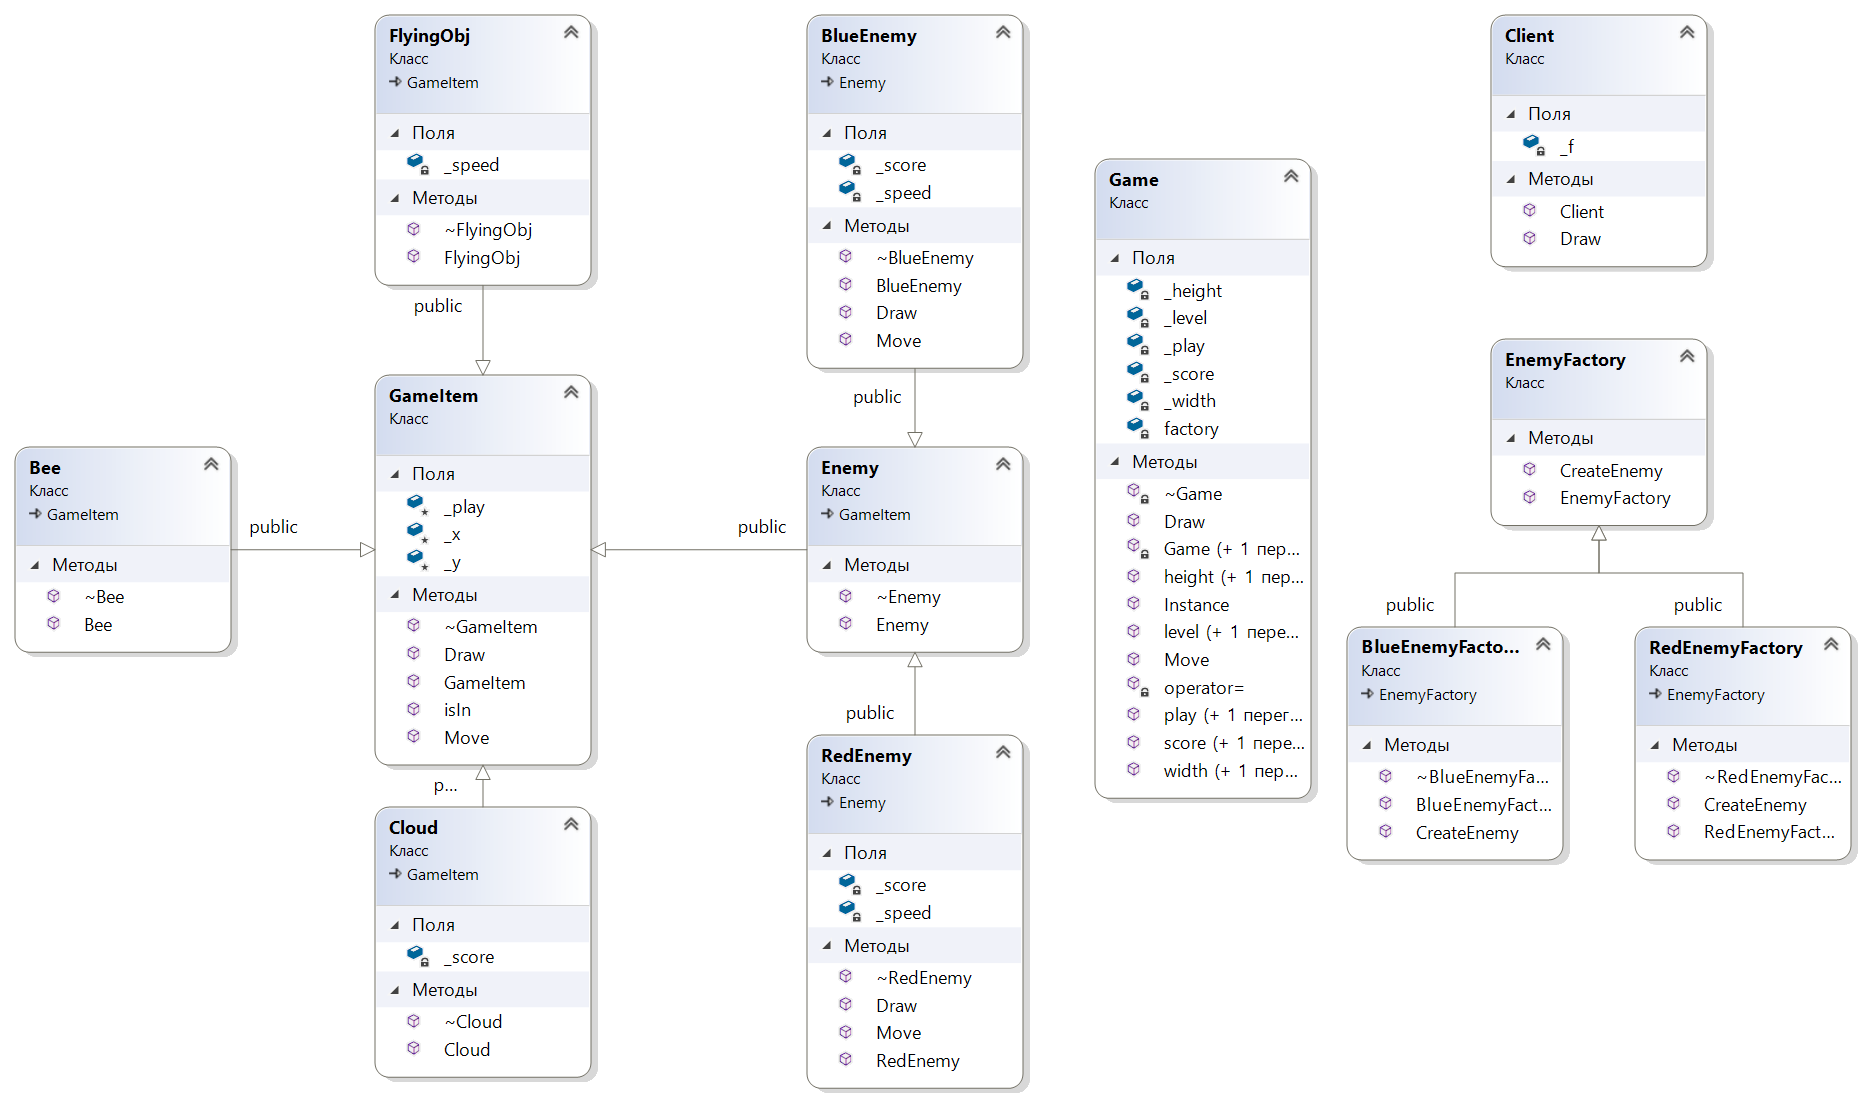 FlyingObj
Класс
GameItem
Поля
_speed
Методы
~FlyingObj
FlyingObj
public
BlueEnemy
Класс
Enemy
Поля
_score
_speed
Методы
~BlueEnemy
BlueEnemy
Draw
Move
public
Client
Класс
Поля
_f
Методы
Client
Draw
Game
Класс
Поля
_height
_level
_play
_score
_width
factory
Методы
~Game
Draw
Game (+ 1 пер...
height (+ 1 пер...
Instance
level (+ 1 пере...
Move
operator=
play (+ 1 перег...
score (+ 1 пере...
width (+ 1 пер...
EnemyFactory
Класс
Методы
CreateEnemy
EnemyFactory
public
public
GameItem
Класс
Поля
_play
_x
_y
Методы
~GameItem
Draw
GameItem
isIn
Move
p...
Bee
Класс
GameItem
Методы
~Bee
Bee
public
Enemy
Класс
GameItem
Методы
~Enemy
Enemy
public
public
BlueEnemyFacto...
Класс
EnemyFactory
Методы
~BlueEnemyFa...
BlueEnemyFact...
CreateEnemy
RedEnemyFactory
Класс
EnemyFactory
Методы
~RedEnemyFac...
CreateEnemy
RedEnemyFact...
Cloud
Класс
GameItem
Поля
_score
Методы
~Cloud
Cloud
RedEnemy
Класс
Enemy
Поля
_score
_speed
Методы
~RedEnemy
Draw
Move
RedEnemy